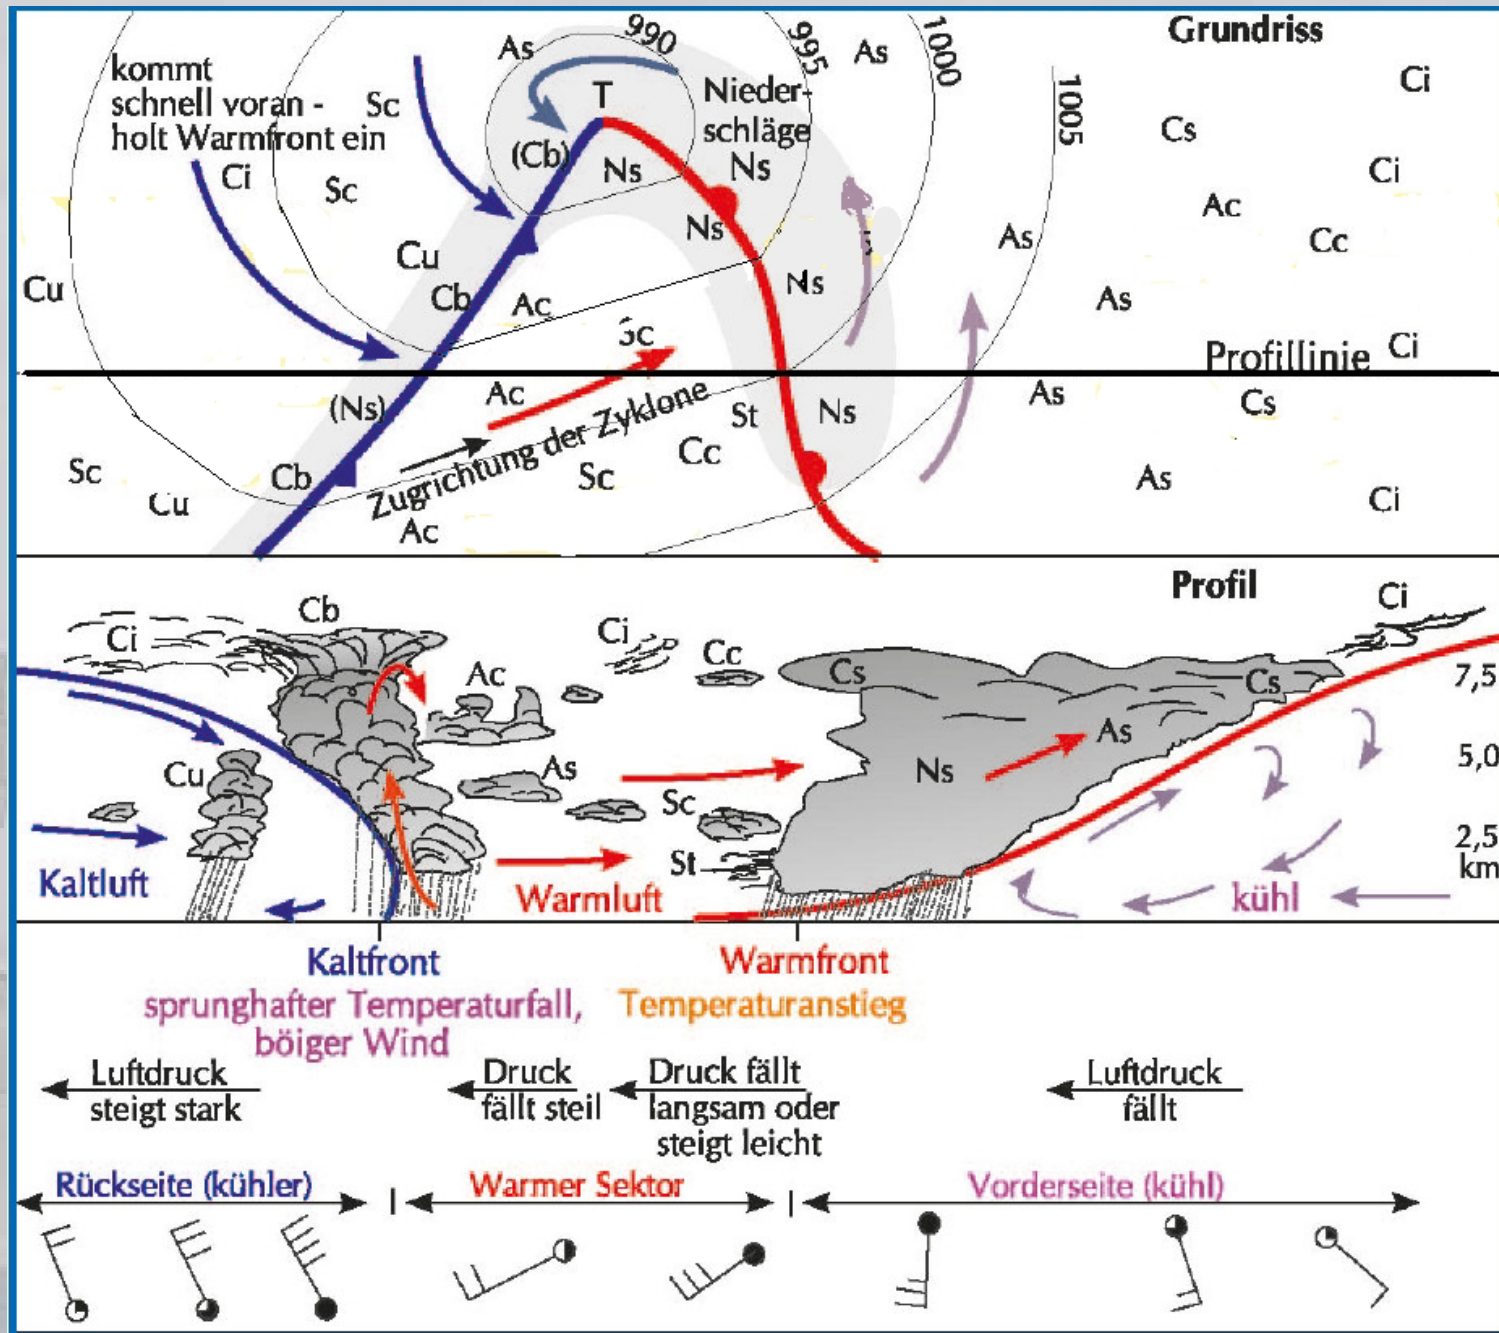 Grundriss
kommt
schnell voran -
holt Warmfront ein
As
990
995
As
1000
1005
Ci
Sc
T
Nieder-
schläge
Cs
Ci
(Cb)
Ns
Ns
Ci
Sc
Ac
Ns
As
Cc
Cu
Cu
Cb
Ac
Ns
As
Sc
Profillinie
Ci
(Ns)
Ac
St
Ns
As
Cs
Zugrichtung der Zyklone
Cc
Sc
Cu
Cb
Sc
As
Ci
Ac
Profil
Ci
Cb
Ci
Ci
Cc
Ac
Cs
Cs
7,5
As
5,0
Cu
As
Ns
Sc
2,5
km
St
Kaltluft
Warmluft
kühl
Kaltfront
Warmfront
sprunghafter Temperaturfall,
böiger Wind
Temperaturanstieg
Luftdruck
steigt stark
Druck
fällt steil
Druck fällt
langsam oder
steigt leicht
Luftdruck
fällt
Rückseite (kühler)
Warmer Sektor
Vorderseite (kühl)